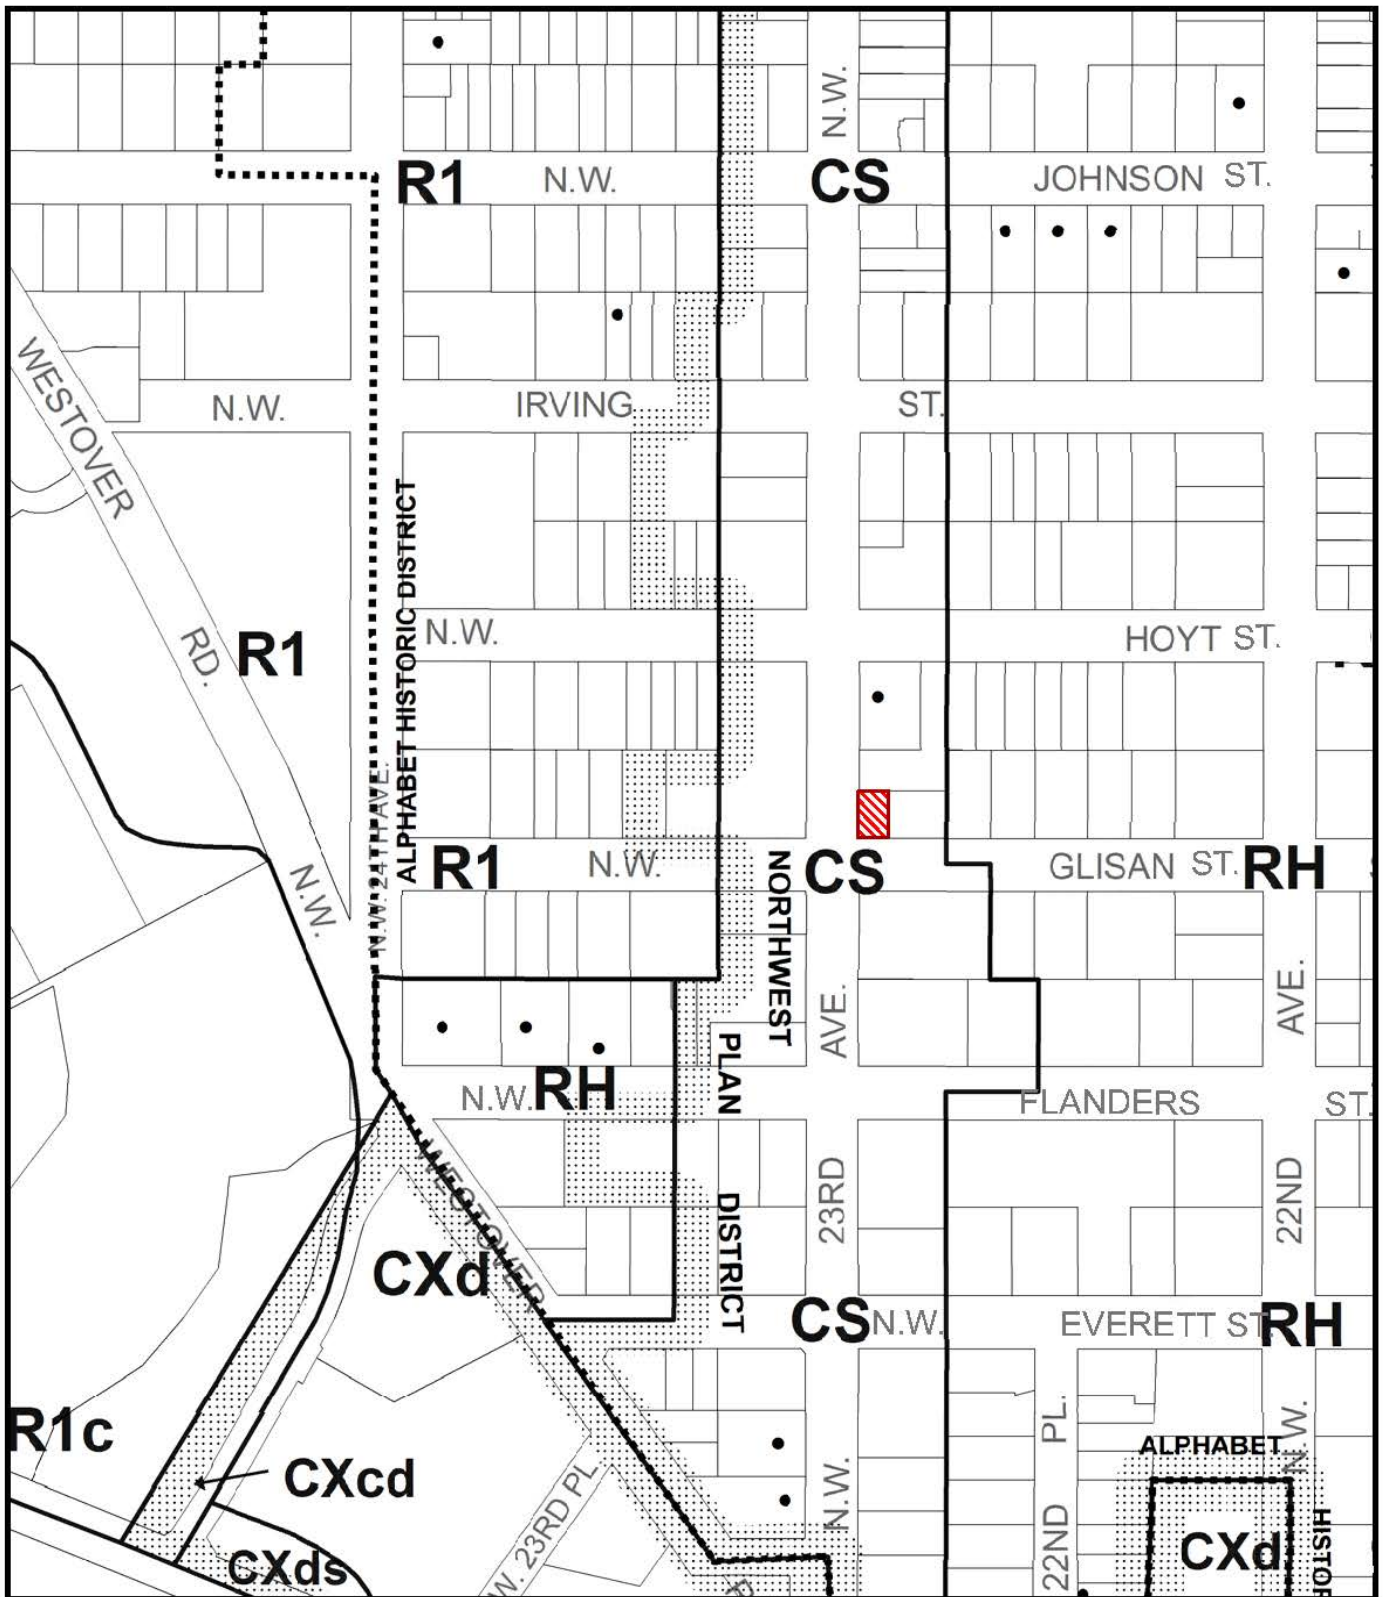 N.W.
R1
N.W.
CS
JOHNSON ST.
WESTOVER
N.W.
IRVING
ST.
ALPHABET HISTORIC DISTRICT
RD.
R1
N.W.
HOYT ST.
N.W. 24TH AVE.
R1
N.W.
CS
GLISAN ST.
RH
N.W.
NORTHWEST
AVE.
AVE.
PLAN
N.W.
RH
FLANDERS
ST.
WESTOVER
23RD
22ND
DISTRICT
CXd
CS
N.W.
EVERETT ST.
RH
R1c
CXcd
N.W.
PL.
N.W.
ALPHABET
W. 23RD PL.
22ND
CXd
HISTOR
CXds